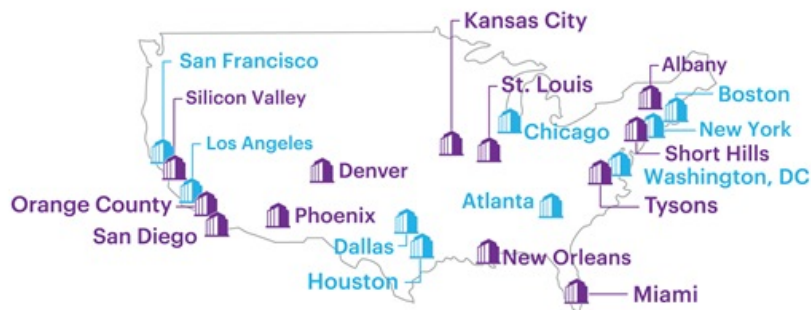 Kansas City
San Francisco
St. Louis
Albany
Silicon Valley
Boston
Los Angeles
Chicago
New York
Short Hills
Denver
Washington, DC
Orange County
Phoenix
Atlanta
Tysons
San Diego
Dallas
New Orleans
Houston
Miami